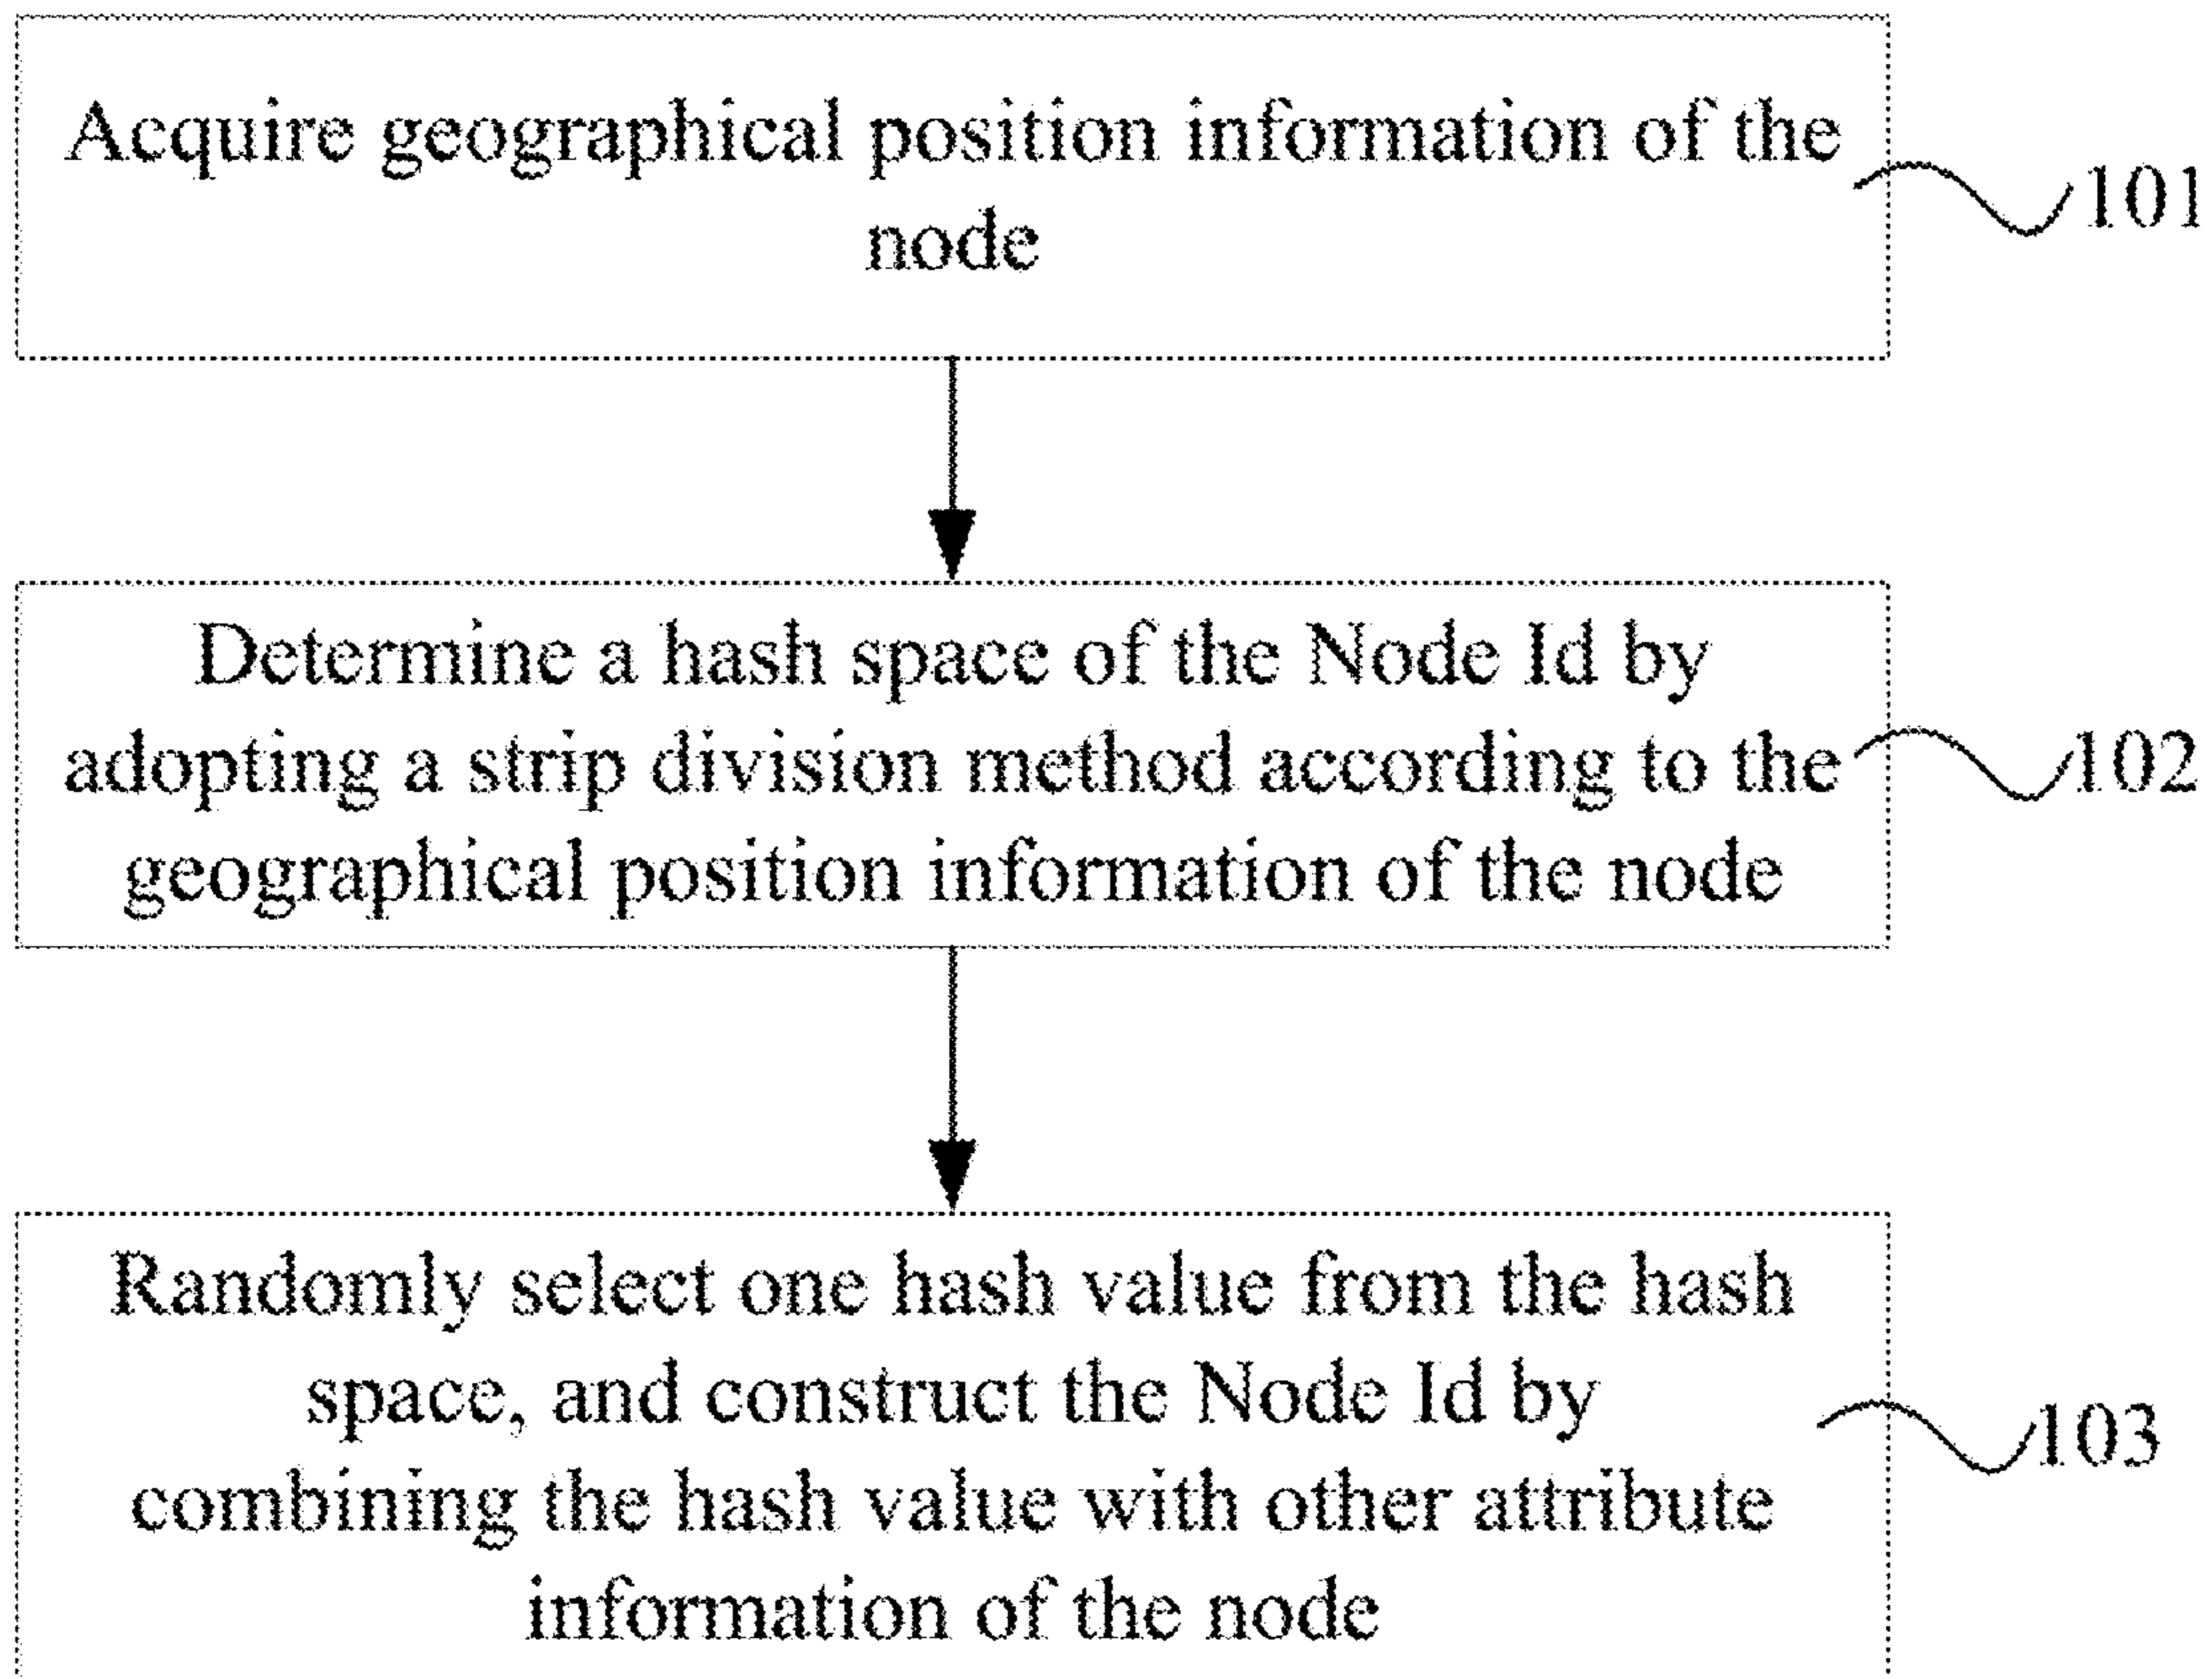 Acquire geographical position information of the
node
101
Determine a hash space of the Node Id by
adopting a strip division method according to the
geographical position information of the node
102
Randomly select one hash value from the hash
space, and construct the Node Id by
combining the hash value with other attribute
information of the node
103